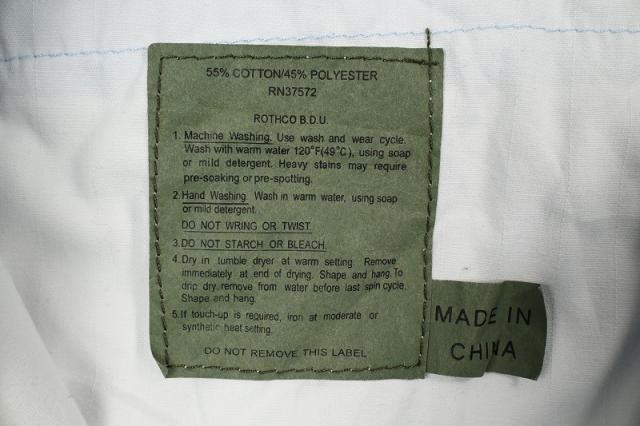 55% COTTON/45% POLYESTER
RN37572
ROTHCO B.D.U.
1. Machine Washing. Use wash and wear cycle.
Wash with warm water 120°F(49°C), using soap
or mild detergent. Heavy stains may require
pre-soaking or pre-spotting.
2. Hand Washing. Wash in warm water, using soap
or mild detergent.
DO NOT WRING OR TWIST
3. DO NOT STARCH OR BLEACH.
4. Dry in tumble dryer at warm setting. Remove
immediately at end of drying. Shape and hang. To
drip dry, remove from water before last spin cycle.
Shape and hang.
5. If touch-up is required, iron at moderate or
synthetic heat setting.
DO NOT REMOVE THIS LABEL
MADE IN
CHINA